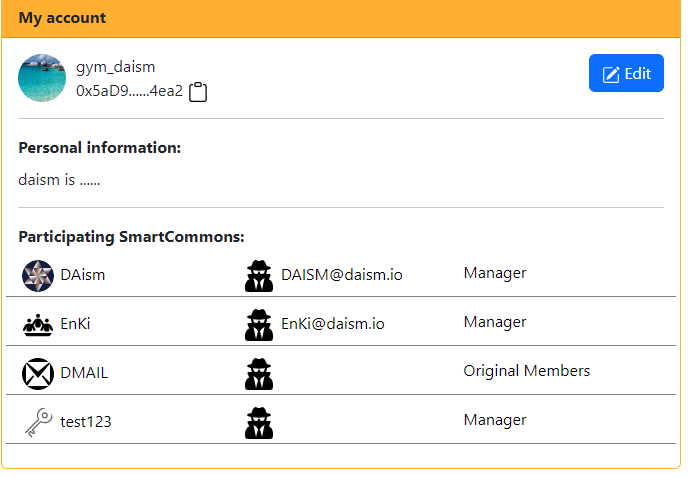 My account
gym_daism
0x5aD9......4ea2
Edit
Personal information:
daism is ......
Participating SmartCommons:
DAism DAISM@daism.io Manager
EnKi EnKi@daism.io Manager
DMAIL Original Members
test123 Manager